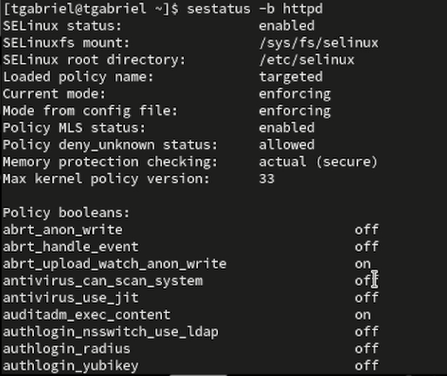 [tgabriel@tgabriel ~]$ sestatus -b httpd
SELinux status: enabled
SELinuxfs mount: /sys/fs/selinux
SELinux root directory: /etc/selinux
Loaded policy name: targeted
Current mode: enforcing
Mode from config file: enforcing
Policy MLS status: enabled
Policy deny_unknown status: allowed
Memory protection checking: actual (secure)
Max kernel policy version: 33

Policy booleans:
abrt_anon_write off
abrt_handle_event off
abrt_upload_watch_anon_write on
antivirus_can_scan_system off
antivirus_use_jit off
auditadm_exec_content on
authlogin_nsswitch_use_ldap off
authlogin_radius off
authlogin_yubikey off